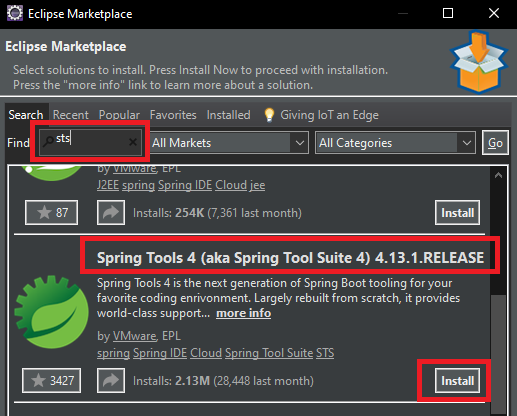 Eclipse Marketplace
Eclipse Marketplace
Select solutions to install. Press Install Now to proceed with installation.
Press the "more info" link to learn more about a solution.
Search Recent Popular Favorites Installed Giving IoT an Edge
Find sts All Markets All Categories Go
by VMware, EPL
J2EE spring Spring IDE Cloud jee
87 Installs: 254K (7,361 last month) Install
Spring Tools 4 (aka Spring Tool Suite 4) 4.13.1.RELEASE
Spring Tools 4 is the next generation of Spring Boot tooling for your
favorite coding enrivonment. Largely rebuilt from scratch, it provides
world-class support... more info
by VMware, EPL
spring Spring IDE Cloud Spring Tool Suite STS
3427 Installs: 2.13M (28,448 last month) Install